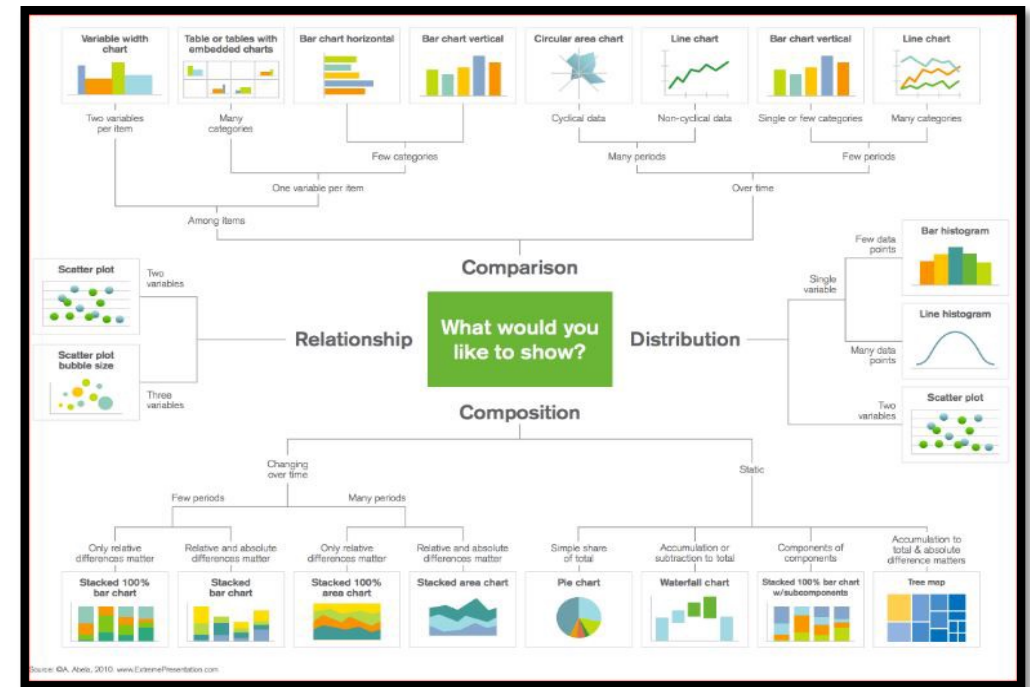 Variable width
chart
Table or tables with
embedded charts
Bar chart horizontal
Bar chart vertical
Circular area chart
Line chart
Bar chart vertical
Line chart
Two variables
per item
Many
categories
Cyclical data
Non-cyclical data
Single or few categories
Many categories
Few categories
Many periods
Few periods
One variable per item
Over time
Among items
Comparison
Scatter plot
Two
variables
Scatter plot
bubble size
Three
variables
Relationship
What would you
like to show?
Distribution
Single
variable
Few data
points
Bar histogram
Many data
points
Line histogram
Two
variables
Scatter plot
Composition
Changing
over time
Static
Few periods
Many periods
Only relative
differences matter
Relative and absolute
differences matter
Only relative
differences matter
Relative and absolute
differences matter
Simple share
of total
Accumulation or
subtraction to total
Components of
components
Accumulation to
total & absolute
difference matters
Stacked 100%
bar chart
Stacked
bar chart
Stacked 100%
area chart
Stacked area chart
Pie chart
Waterfall chart
Stacked 100% bar chart
w/subcomponents
Tree map
Source: ©A. Abela, 2010. www.ExtremePresentation.com